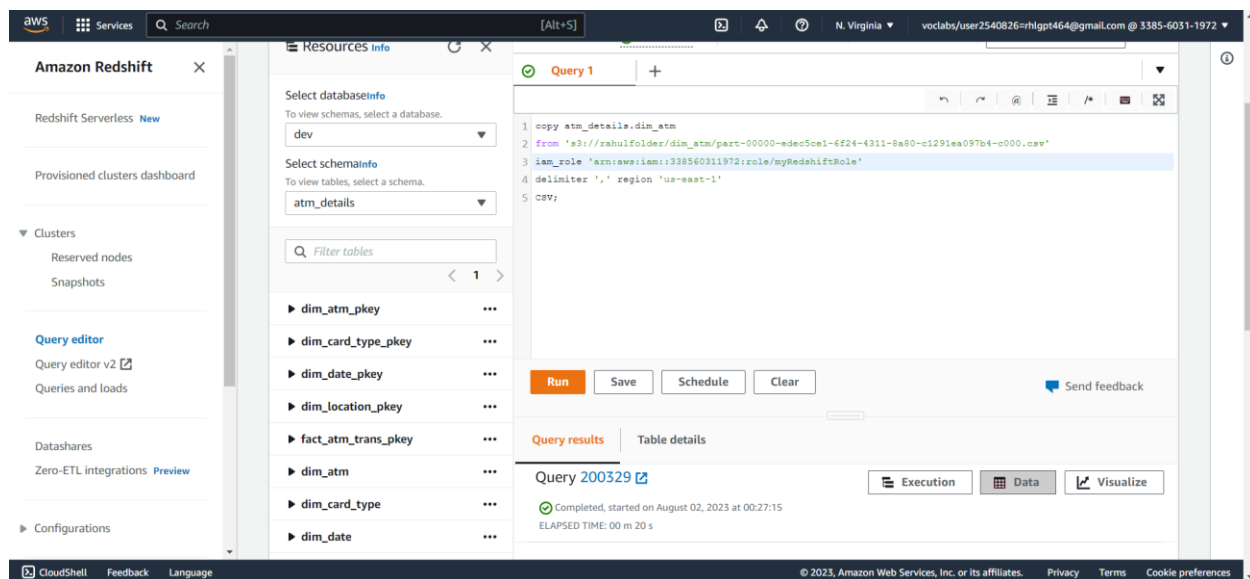 aws Services Search [Alt+S] N. Virginia ▼ voclabs/user2540826=rhlgpt464@gmail.com @ 3385-6031-1972 ▼
Amazon Redshift
Redshift Serverless New
Provisioned clusters dashboard
▼ Clusters
Reserved nodes
Snapshots
Query editor
Query editor v2
Queries and loads
Datashares
Zero-ETL integrations Preview
▶ Configurations
Resources Info
Select database Info
To view schemas, select a database.
dev
Select schema Info
To view tables, select a schema.
atm_details
Filter tables
< 1 >
▶ dim_atm_pkey
▶ dim_card_type_pkey
▶ dim_date_pkey
▶ dim_location_pkey
▶ fact_atm_trans_pkey
▶ dim_atm
▶ dim_card_type
▶ dim_date
Query 1 +
1 copy atm_details.dim_atm
2 from 's3://rahulfolder/dim_atm/part-00000-edec5ce1-6f24-4311-8a80-c1291ea097b4-c000.csv'
3 iam_role 'arn:aws:iam::338560311972:role/myRedshiftRole'
4 delimiter ',' region 'us-east-1'
5 CSV;
Run Save Schedule Clear Send feedback
Query results Table details
Query 200329 Execution Data Visualize
Completed, started on August 02, 2023 at 00:27:15
ELAPSED TIME: 00 m 20 s
CloudShell Feedback Language © 2023, Amazon Web Services, Inc. or its affiliates. Privacy Terms Cookie preferences